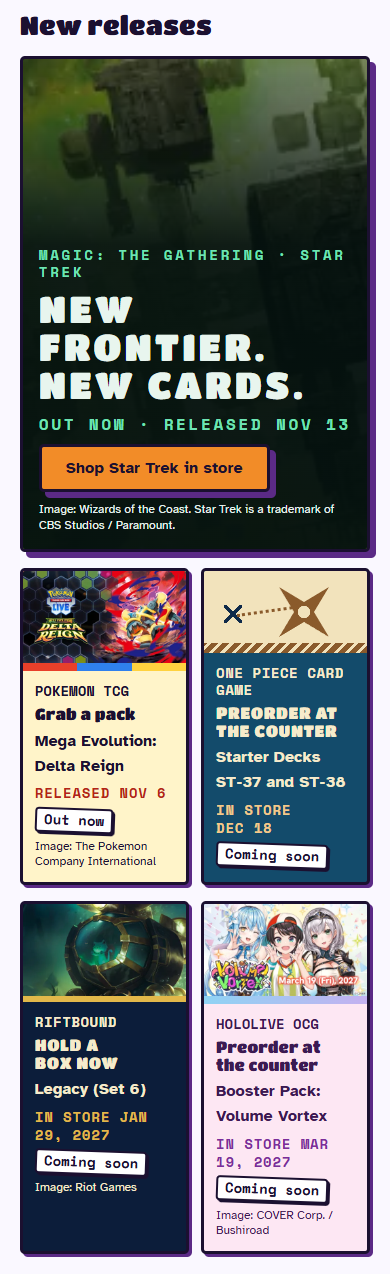 New releases
MAGIC: THE GATHERING · STAR
TREK
NEW
FRONTIER.
NEW CARDS.
OUT NOW · RELEASED NOV 13
Shop Star Trek in store
Image: Wizards of the Coast. Star Trek is a trademark of
CBS Studios / Paramount.
POKÉMON
TCG
LIVE
DELTA
REIGN
POKEMON TCG
Grab a pack
Mega Evolution:
Delta Reign
RELEASED NOV 6
Out now
Image: The Pokemon
Company International
ONE PIECE CARD
GAME
PREORDER AT
THE COUNTER
Starter Decks
ST-37 and ST-38
IN STORE
DEC 18
Coming soon
RIFTBOUND
HOLD A
BOX NOW
Legacy (Set 6)
IN STORE JAN
29, 2027
Coming soon
Image: Riot Games
Volume
Vortex
March 19 (Fri), 2027
HOLOLIVE OCG
Preorder at
the counter
Booster Pack:
Volume Vortex
IN STORE MAR
19, 2027
Coming soon
Image: COVER Corp. /
Bushiroad